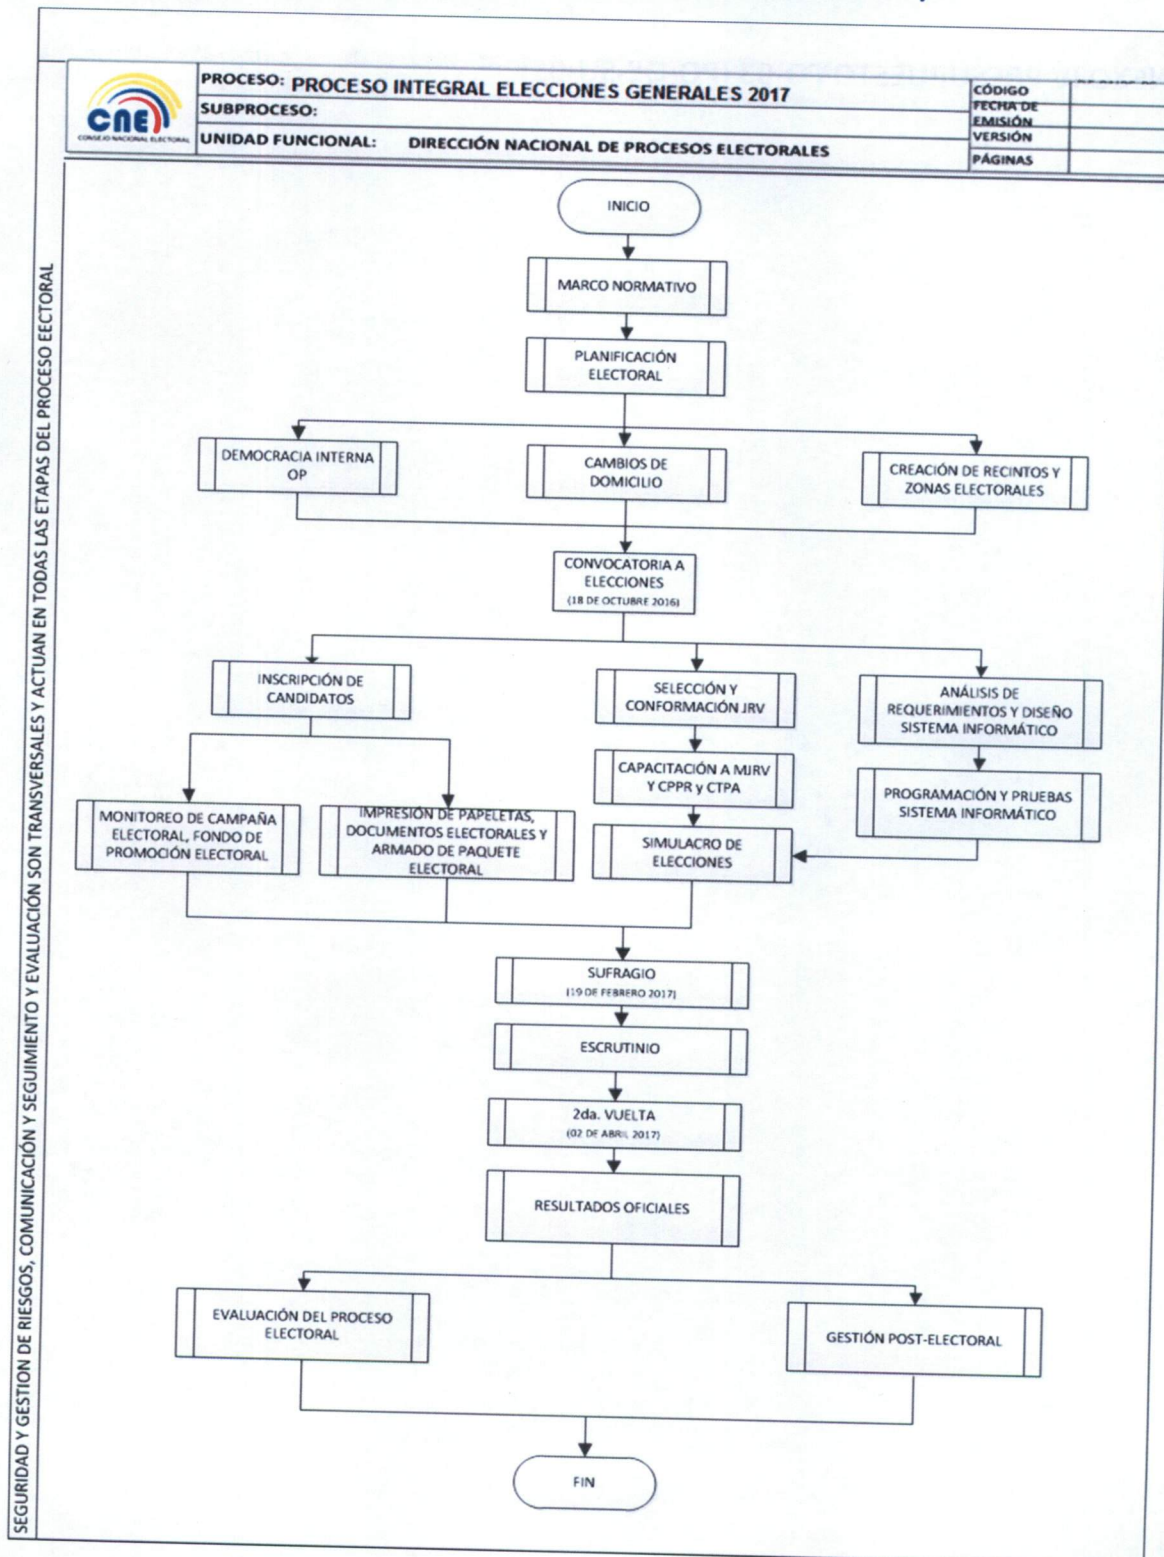 CNE
CONSEJO NACIONAL ELECTORAL
PROCESO: PROCESO INTEGRAL ELECCIONES GENERALES 2017
SUBPROCESO:
UNIDAD FUNCIONAL: DIRECCIÓN NACIONAL DE PROCESOS ELECTORALES
CÓDIGO
FECHA DE
EMISIÓN
VERSIÓN
PÁGINAS
SEGURIDAD Y GESTION DE RIESGOS, COMUNICACIÓN Y SEGUIMIENTO Y EVALUACIÓN SON TRANSVERSALES Y ACTUAN EN TODAS LAS ETAPAS DEL PROCESO EECTORAL
INICIO
MARCO NORMATIVO
PLANIFICACIÓN
ELECTORAL
DEMOCRACIA INTERNA
OP
CAMBIOS DE
DOMICILIO
CREACIÓN DE RECINTOS Y
ZONAS ELECTORALES
CONVOCATORIA A
ELECCIONES
(18 DE OCTUBRE 2016)
INSCRIPCIÓN DE
CANDIDATOS
SELECCIÓN Y
CONFORMACIÓN JRV
ANÁLISIS DE
REQUERIMIENTOS Y DISEÑO
SISTEMA INFORMÁTICO
CAPACITACIÓN A MJRV
Y CPPR y CTPA
PROGRAMACIÓN Y PRUEBAS
SISTEMA INFORMÁTICO
MONITOREO DE CAMPAÑA
ELECTORAL, FONDO DE
PROMOCIÓN ELECTORAL
IMPRESIÓN DE PAPELETAS,
DOCUMENTOS ELECTORALES Y
ARMADO DE PAQUETE
ELECTORAL
SIMULACRO DE
ELECCIONES
SUFRAGIO
(19 DE FEBRERO 2017)
ESCRUTINIO
2da. VUELTA
(02 DE ABRIL 2017)
RESULTADOS OFICIALES
EVALUACIÓN DEL PROCESO
ELECTORAL
GESTIÓN POST-ELECTORAL
FIN